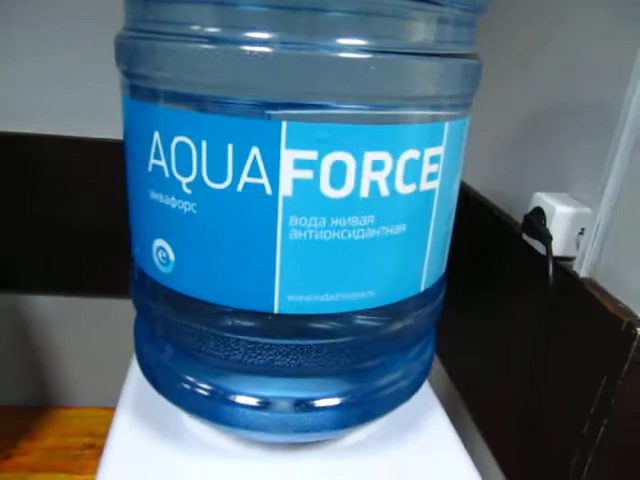 AQUA FORCE
аквафорс
вода живая
антиоксидантная
e